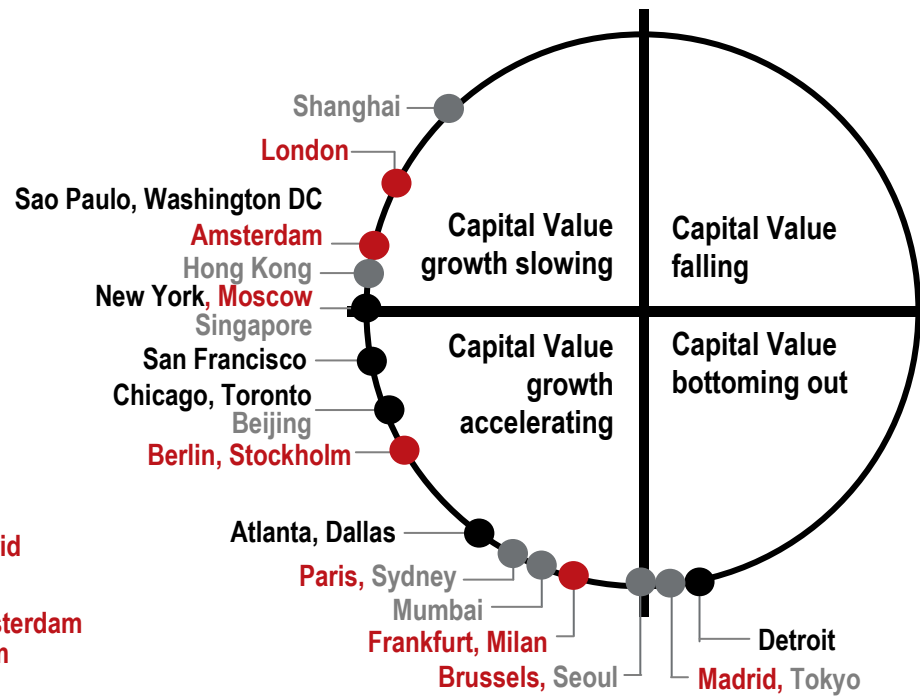 Shanghai
London
Sao Paulo, Washington DC
Amsterdam
Hong Kong
New York, Moscow
Singapore
San Francisco
Chicago, Toronto
Beijing
Berlin, Stockholm
Atlanta, Dallas
Paris, Sydney
Mumbai
Frankfurt, Milan
Brussels, Seoul
Madrid, Tokyo
Detroit
Capital Value
growth slowing
Capital Value
falling
Capital Value
growth
accelerating
Capital Value
bottoming out